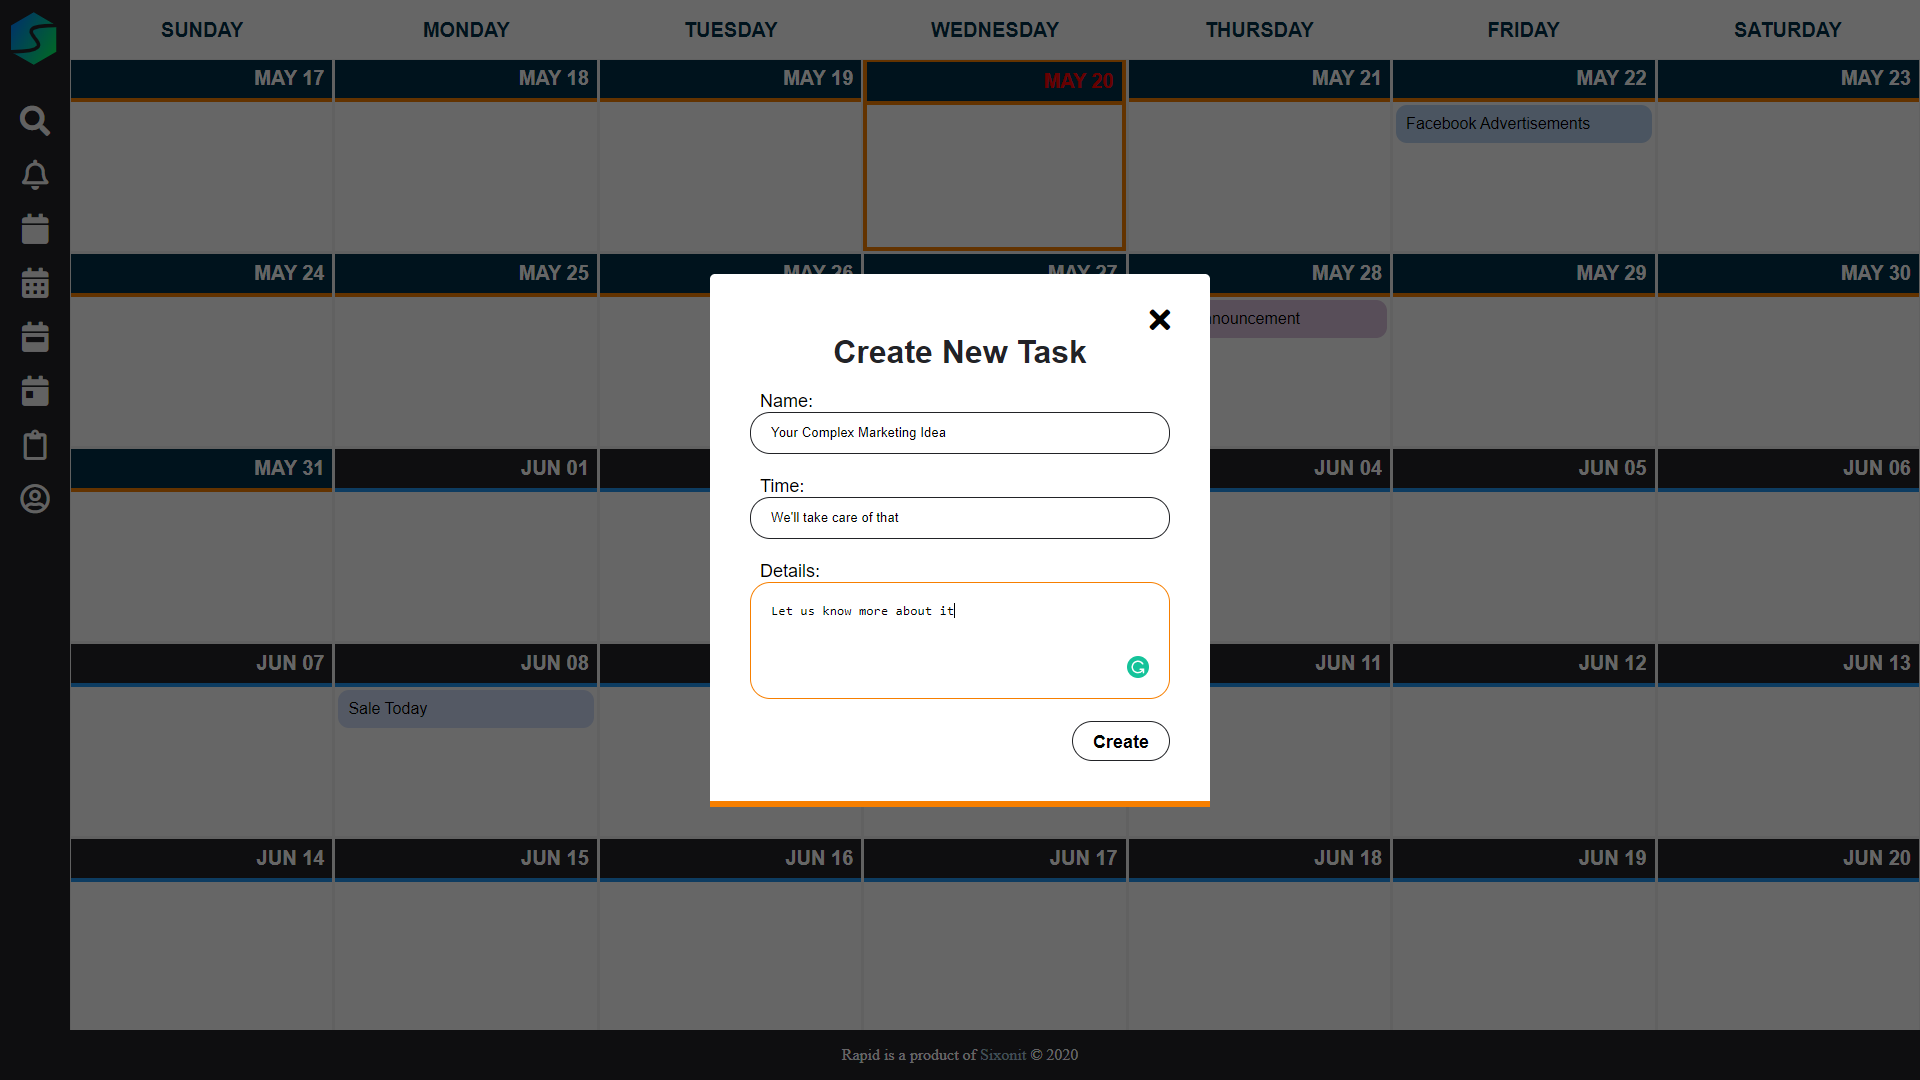 SUNDAY MONDAY TUESDAY WEDNESDAY THURSDAY FRIDAY SATURDAY
MAY 17 MAY 18 MAY 19 MAY 20 MAY 21 MAY 22 MAY 23
Facebook Advertisements
MAY 24 MAY 25 MAY 26 MAY 27 MAY 28 MAY 29 MAY 30
Create New Task
Name:
Your Complex Marketing Idea
Time:
We'll take care of that
Details:
Let us know more about it
Create
MAY 31 JUN 01 JUN 04 JUN 05 JUN 06
JUN 07 JUN 08 JUN 11 JUN 12 JUN 13
Sale Today
JUN 14 JUN 15 JUN 16 JUN 17 JUN 18 JUN 19 JUN 20
Rapid is a product of Sixonit © 2020